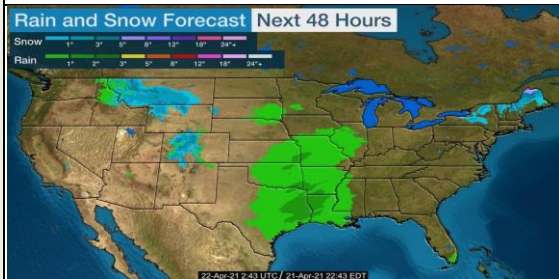 Rain and Snow Forecast Next 48 Hours
Snow
1" 3" 5" 8" 12" 18" 24"+
Rain
1" 2" 3" 5" 8" 12" 18" 24"+
22-Apr-21 2:43 UTC / 21-Apr-21 22:43 EDT